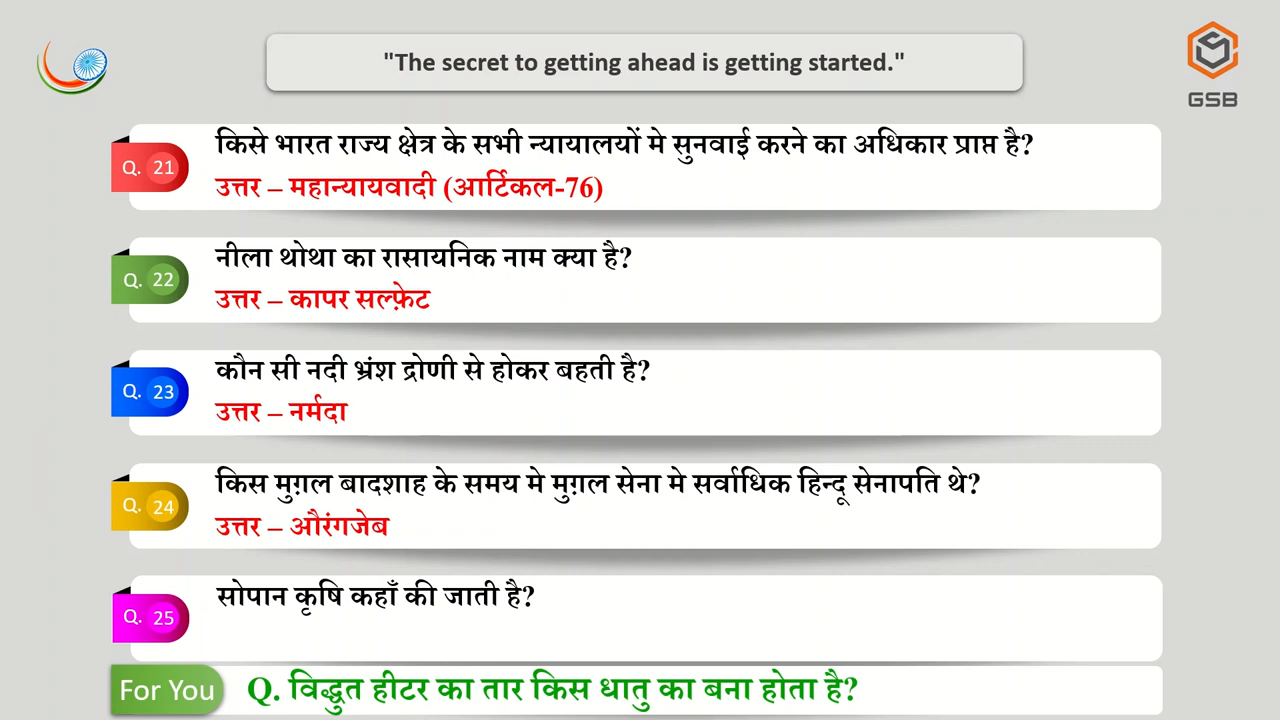 "The secret to getting ahead is getting started."
GSB
Q. 21
किसे भारत राज्य क्षेत्र के सभी न्यायालयों मे सुनवाई करने का अधिकार प्राप्त है?
उत्तर – महान्यायवादी (आर्टिकल-76)
Q. 22
नीला थोथा का रासायनिक नाम क्या है?
उत्तर – कापर सल्फ़ेट
Q. 23
कौन सी नदी भ्रंश द्रोणी से होकर बहती है?
उत्तर – नर्मदा
Q. 24
किस मुग़ल बादशाह के समय मे मुग़ल सेना मे सर्वाधिक हिन्दू सेनापति थे?
उत्तर – औरंगजेब
Q. 25
सोपान कृषि कहाँ की जाती है?
For You
Q. विद्धुत हीटर का तार किस धातु का बना होता है?